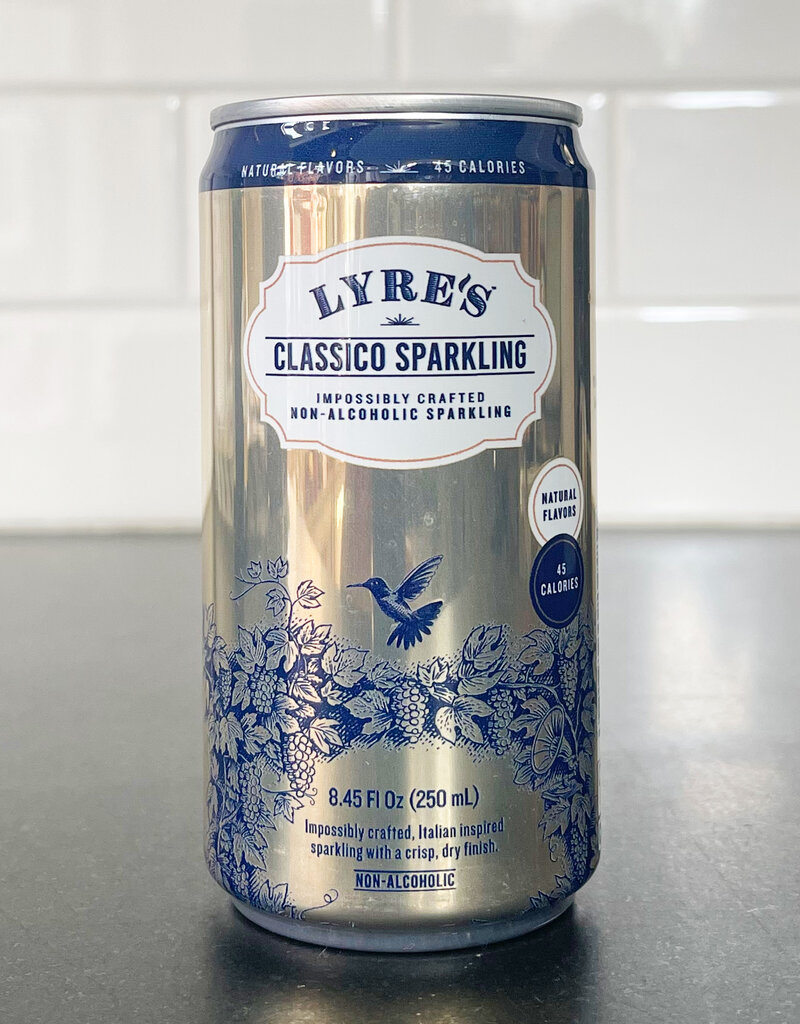 NATURAL FLAVORS 45 CALORIES
LYRE'S
CLASSICO SPARKLING
IMPOSSIBLY CRAFTED
NON-ALCOHOLIC SPARKLING
NATURAL
FLAVORS
45
CALORIES
8.45 Fl Oz (250 mL)
Impossibly crafted, Italian inspired
sparkling with a crisp, dry finish.
NON-ALCOHOLIC